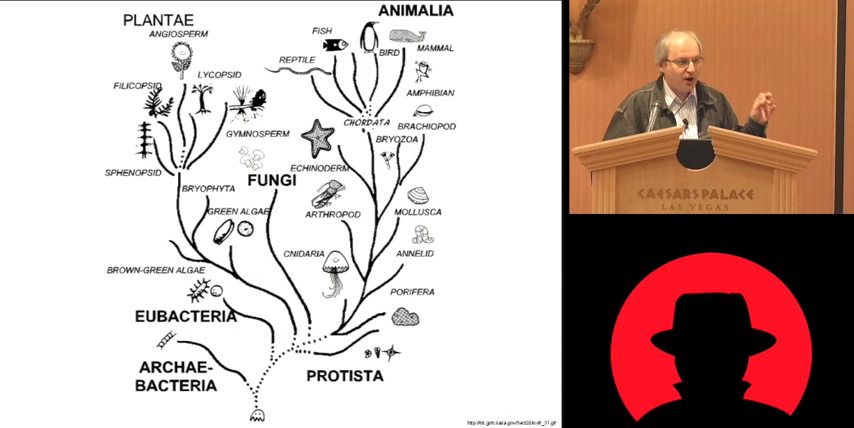 ANIMALIA
PLANTAE
ANGIOSPERM
FISH
BIRD
MAMMAL
REPTILE
LYCOPSID
FILICOPSID
AMPHIBIAN
CHORDATA
BRACHIOPOD
GYMNOSPERM
BRYOZOA
ECHINODERM
SPHENOPSID
FUNGI
BRYOPHYTA
GREEN ALGAE
ARTHROPOD
MOLLUSCA
CNIDARIA
ANNELID
BROWN-GREEN ALGAE
PORIFERA
EUBACTERIA
ARCHAE-
BACTERIA
PROTISTA
CAESARS PALACE
LAS VEGAS